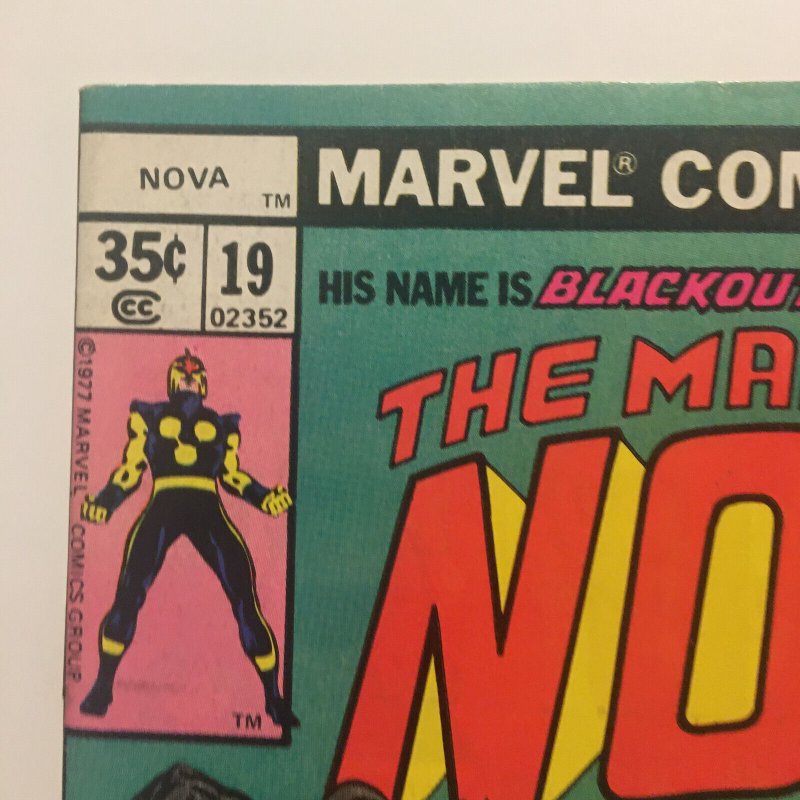 NOVA
TM
MARVEL® COM
35¢
CC
19
02352
HIS NAME IS BLACKOUT
THE MA
NO
©1977 MARVEL COMICS GROUP
TM